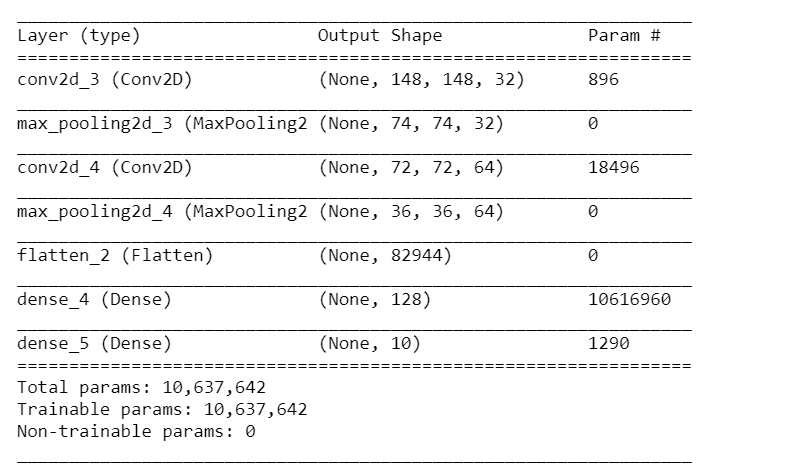 Layer (type) Output Shape Param #
conv2d_3 (Conv2D) (None, 148, 148, 32) 896
max_pooling2d_3 (MaxPooling2 (None, 74, 74, 32) 0
conv2d_4 (Conv2D) (None, 72, 72, 64) 18496
max_pooling2d_4 (MaxPooling2 (None, 36, 36, 64) 0
flatten_2 (Flatten) (None, 82944) 0
dense_4 (Dense) (None, 128) 10616960
dense_5 (Dense) (None, 10) 1290
Total params: 10,637,642
Trainable params: 10,637,642
Non-trainable params: 0